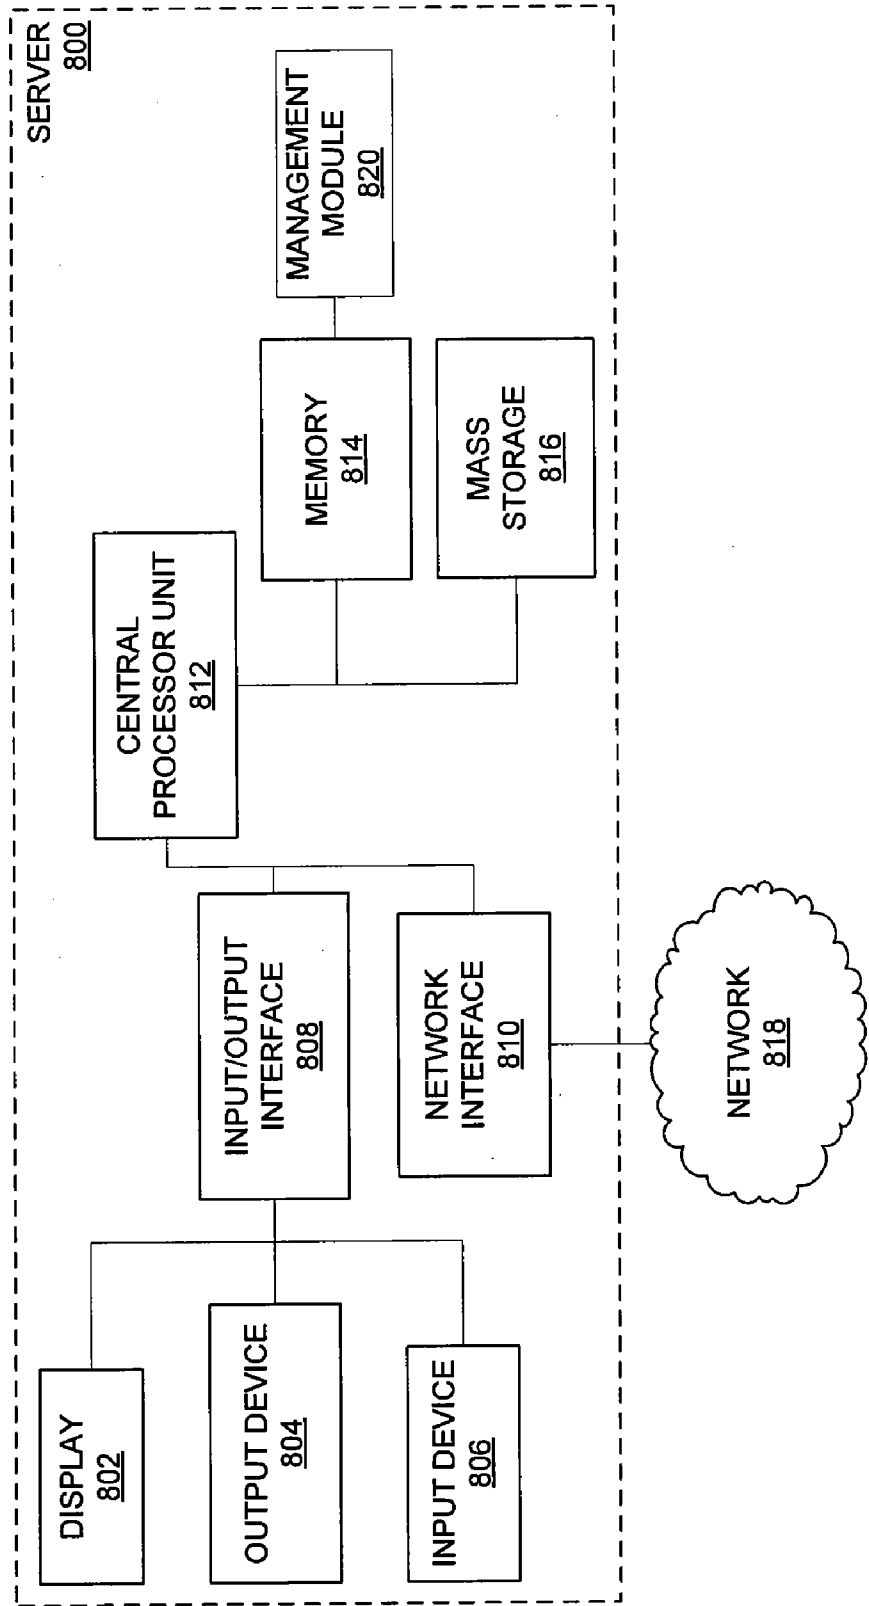 SERVER
800
DISPLAY
802
OUTPUT DEVICE
804
INPUT DEVICE
806
INPUT/OUTPUT
INTERFACE
808
NETWORK
INTERFACE
810
CENTRAL
PROCESSOR UNIT
812
MEMORY
814
MASS
STORAGE
816
MANAGEMENT
MODULE
820
NETWORK
818